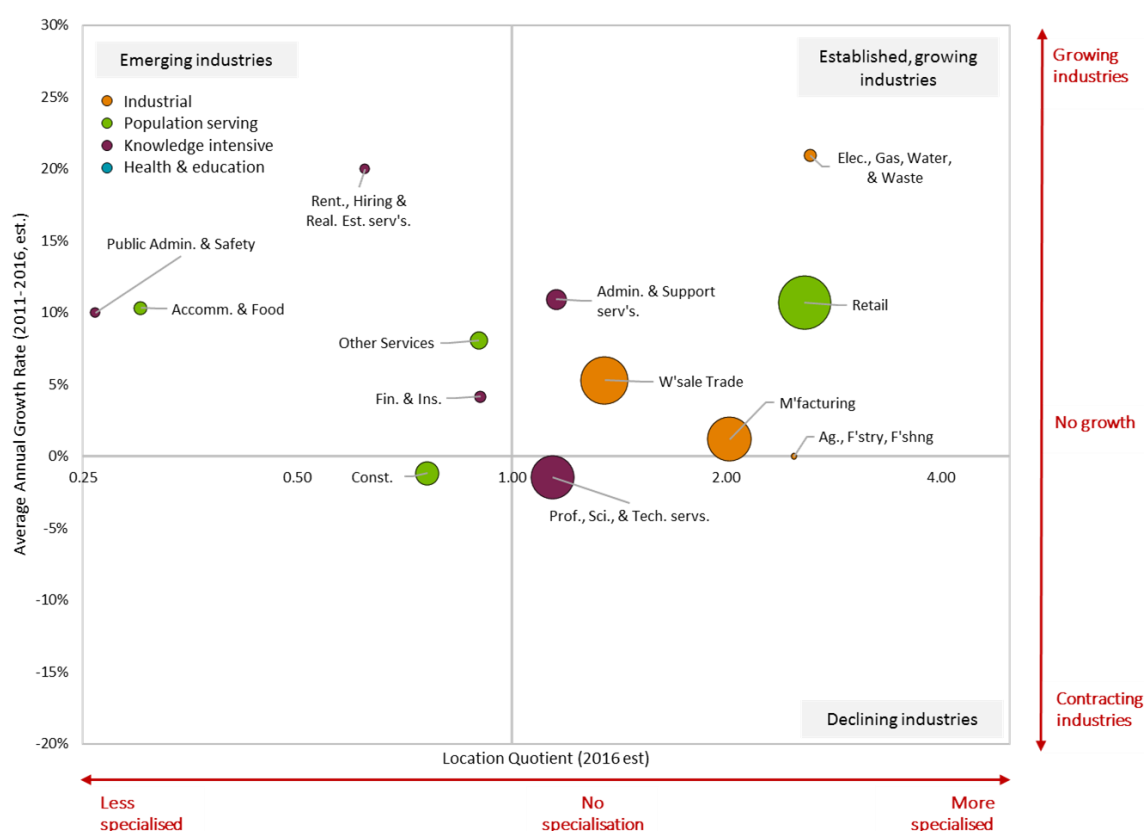 30%
25%
20%
15%
10%
5%
0%
-5%
-10%
-15%
-20%
Average Annual Growth Rate (2011-2016, est.)
Emerging industries
Industrial
Population serving
Knowledge intensive
Health & education
Established, growing
industries
Elec., Gas, Water,
& Waste
Rent., Hiring &
Real. Est. serv's.
Public Admin. & Safety
Accomm. & Food
Admin. & Support
serv's.
Retail
Other Services
W'sale Trade
Fin. & Ins.
M'facturing
Ag., F'stry, F'shng
Const.
Prof., Sci., & Tech. servs.
0.25
0.50
1.00
2.00
4.00
Declining industries
Location Quotient (2016 est)
Growing
industries
No growth
Contracting
industries
Less
specialised
No
specialisation
More
specialised